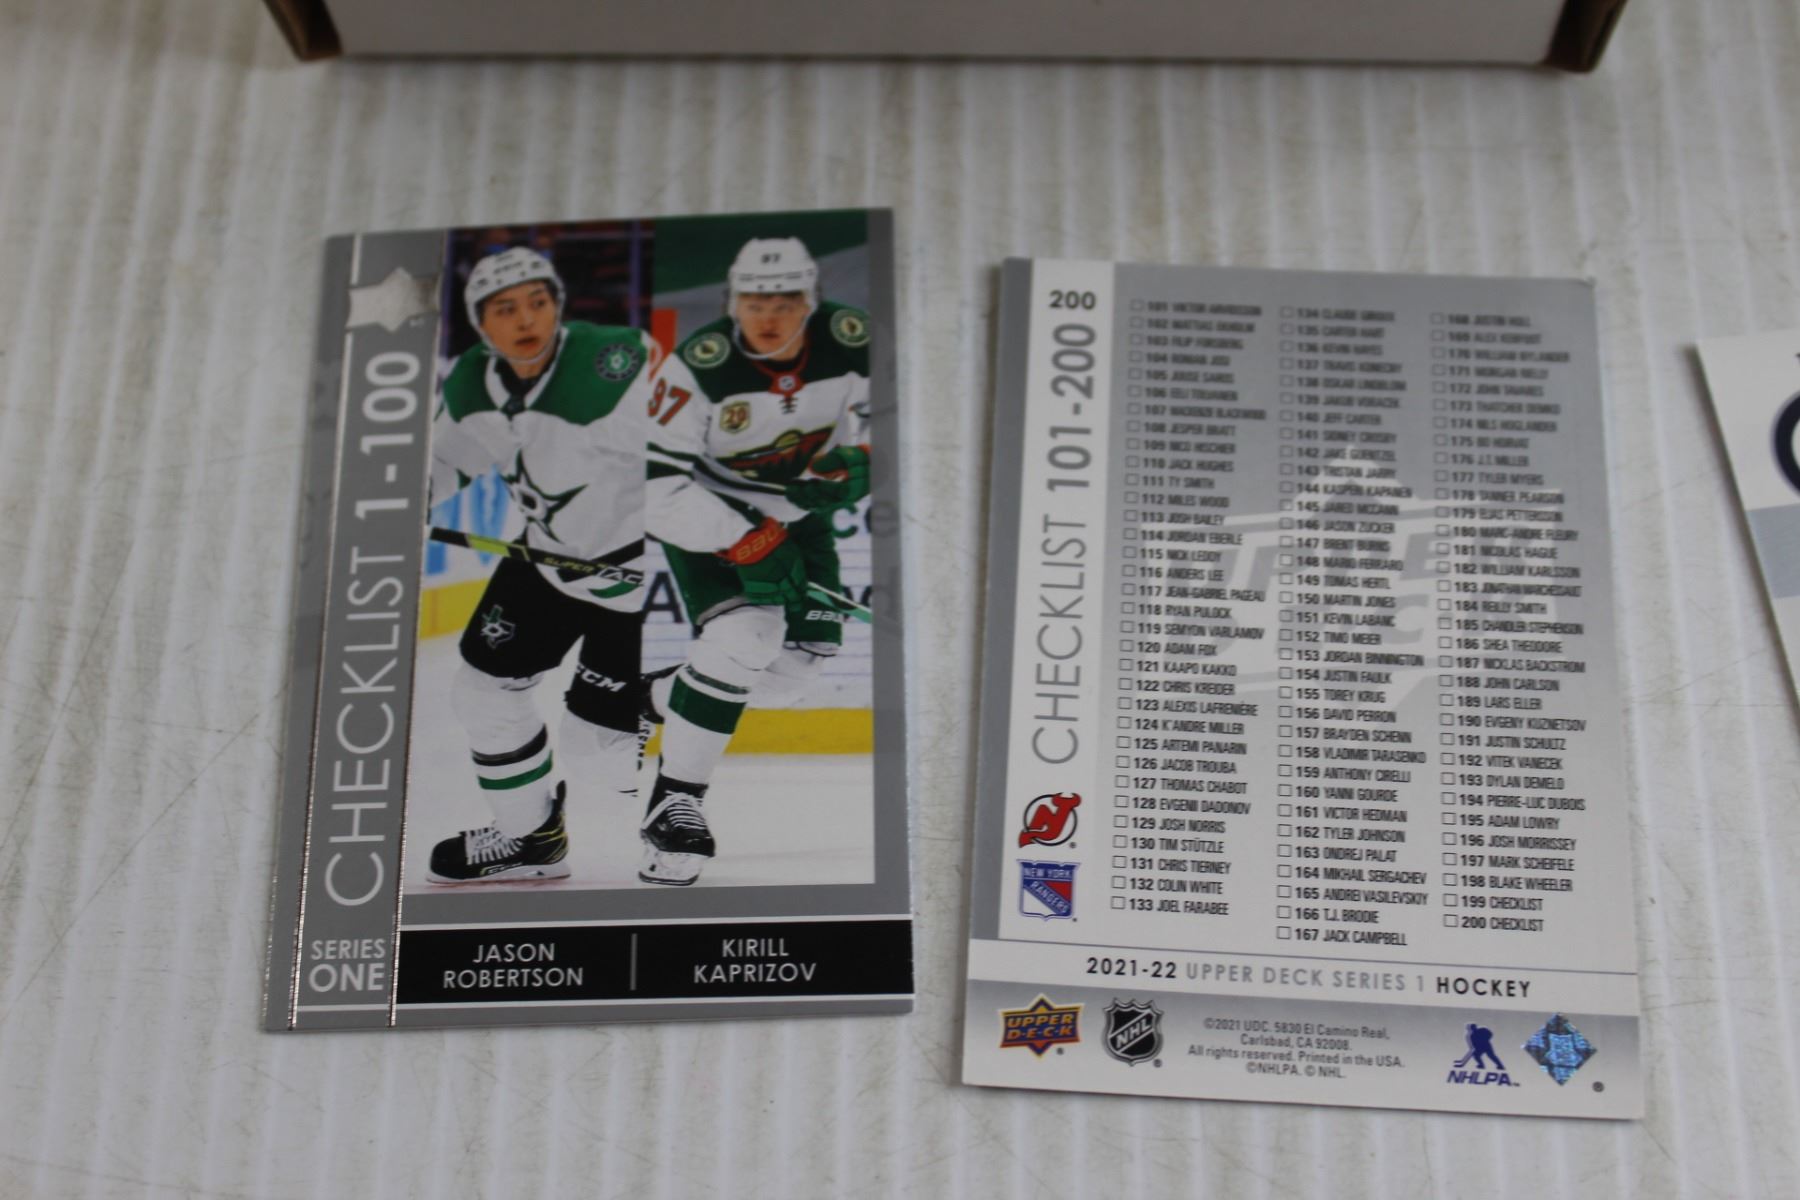 CHECKLIST 1-100
SERIES
ONE
JASON
ROBERTSON
KIRILL
KAPRIZOV
97
97
20
SUPER TAC
CCM
BAUER
200
CHECKLIST 101-200
101 VIKTOR ARVIDSSON
102 MATTIAS EKHOLM
103 FILIP FORSBERG
104 ROMAN JOSI
105 JUUSE SAROS
106 EELI TOLVANEN
107 MACKENZIE BLACKWOOD
108 JESPER BRATT
109 NICO HISCHIER
110 JACK HUGHES
111 TY SMITH
112 MILES WOOD
113 JOSH BAILEY
114 JORDAN EBERLE
115 NICK LEDDY
116 ANDERS LEE
117 JEAN-GABRIEL PAGEAU
118 RYAN PULOCK
119 SEMYON VARLAMOV
120 ADAM FOX
121 KAAPO KAKKO
122 CHRIS KREIDER
123 ALEXIS LAFRENIÈRE
124 K'ANDRE MILLER
125 ARTEMI PANARIN
126 JACOB TROUBA
127 THOMAS CHABOT
128 EVGENII DADONOV
129 JOSH NORRIS
130 TIM STÜTZLE
131 CHRIS TIERNEY
132 COLIN WHITE
133 JOEL FARABEE
134 CLAUDE GIROUX
135 CARTER HART
136 KEVIN HAYES
137 TRAVIS KONECNY
138 OSKAR LINDBLOM
139 JAKUB VORACEK
140 JEFF CARTER
141 SIDNEY CROSBY
142 JAKE GUENTZEL
143 TRISTAN JARRY
144 KASPERI KAPANEN
145 JARED MCCANN
146 JASON ZUCKER
147 BRENT BURNS
148 MARIO FERRARO
149 TOMAS HERTL
150 MARTIN JONES
151 KEVIN LABANC
152 TIMO MEIER
153 JORDAN BINNINGTON
154 JUSTIN FAULK
155 TOREY KRUG
156 DAVID PERRON
157 BRAYDEN SCHENN
158 VLADIMIR TARASENKO
159 ANTHONY CIRELLI
160 YANNI GOURDE
161 VICTOR HEDMAN
162 TYLER JOHNSON
163 ONDREJ PALAT
164 MIKHAIL SERGACHEV
165 ANDREI VASILEVSKIY
166 T.J. BRODIE
167 JACK CAMPBELL
168 JUSTIN HOLL
169 ALEX KERFOOT
170 WILLIAM NYLANDER
171 MORGAN RIELLY
172 JOHN TAVARES
173 THATCHER DEMKO
174 NILS HOGLANDER
175 BO HORVAT
176 J.T. MILLER
177 TYLER MYERS
178 TANNER PEARSON
179 ELIAS PETTERSSON
180 MARC-ANDRE FLEURY
181 NICOLAS HAGUE
182 WILLIAM KARLSSON
183 JONATHAN MARCHESSAULT
184 REILLY SMITH
185 CHANDLER STEPHENSON
186 SHEA THEODORE
187 NICKLAS BACKSTROM
188 JOHN CARLSON
189 LARS ELLER
190 EVGENY KUZNETSOV
191 JUSTIN SCHULTZ
192 VITEK VANECEK
193 DYLAN DEMELO
194 PIERRE-LUC DUBOIS
195 ADAM LOWRY
196 JOSH MORRISSEY
197 MARK SCHEIFELE
198 BLAKE WHEELER
199 CHECKLIST
200 CHECKLIST
NEW YORK
RANGERS
2021-22 UPPER DECK SERIES 1 HOCKEY
UPPER
D·E·C·K
NHL
©2021 UDC. 5830 El Camino Real,
Carlsbad, CA 92008.
All rights reserved. Printed in the USA.
©NHLPA. © NHL.
NHLPA™